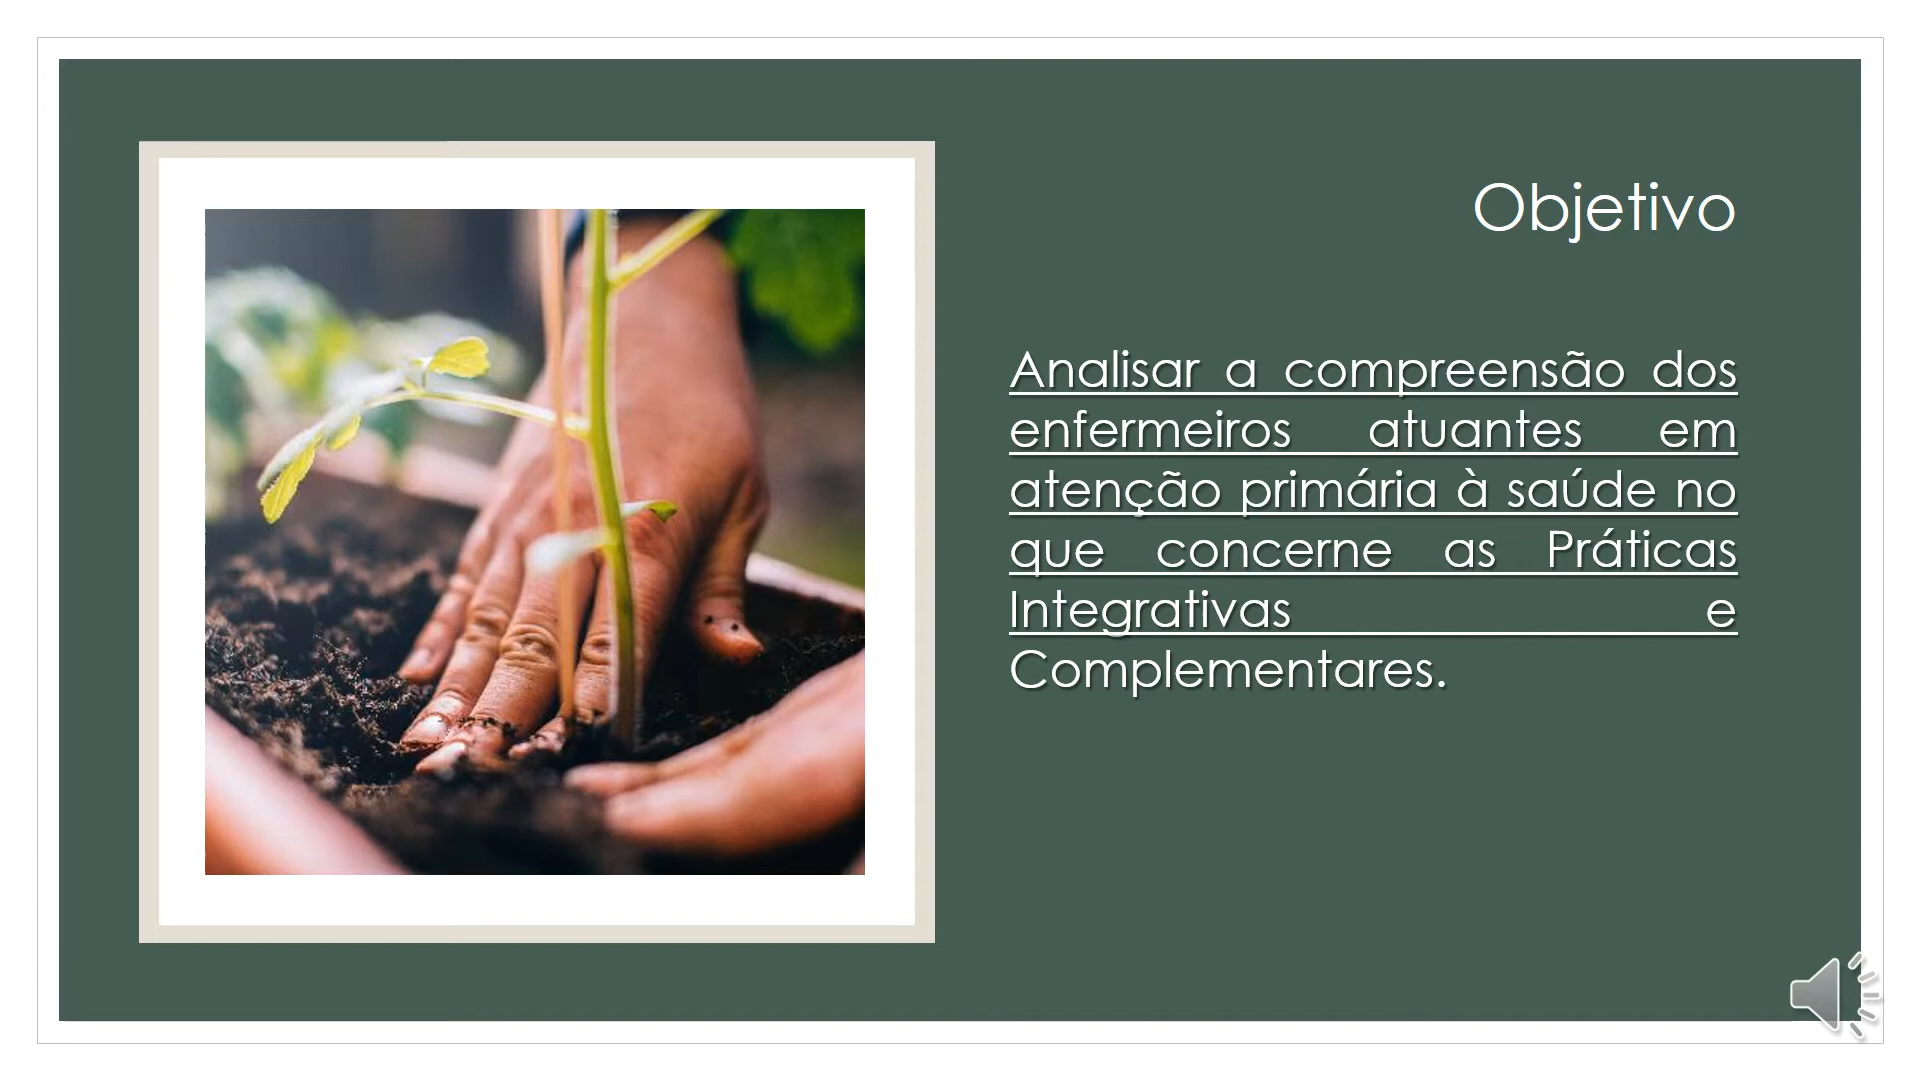 Objetivo
Analisar a compreensão dos
enfermeiros atuantes em
atenção primária à saúde no
que concerne as Práticas
Integrativas e
Complementares.